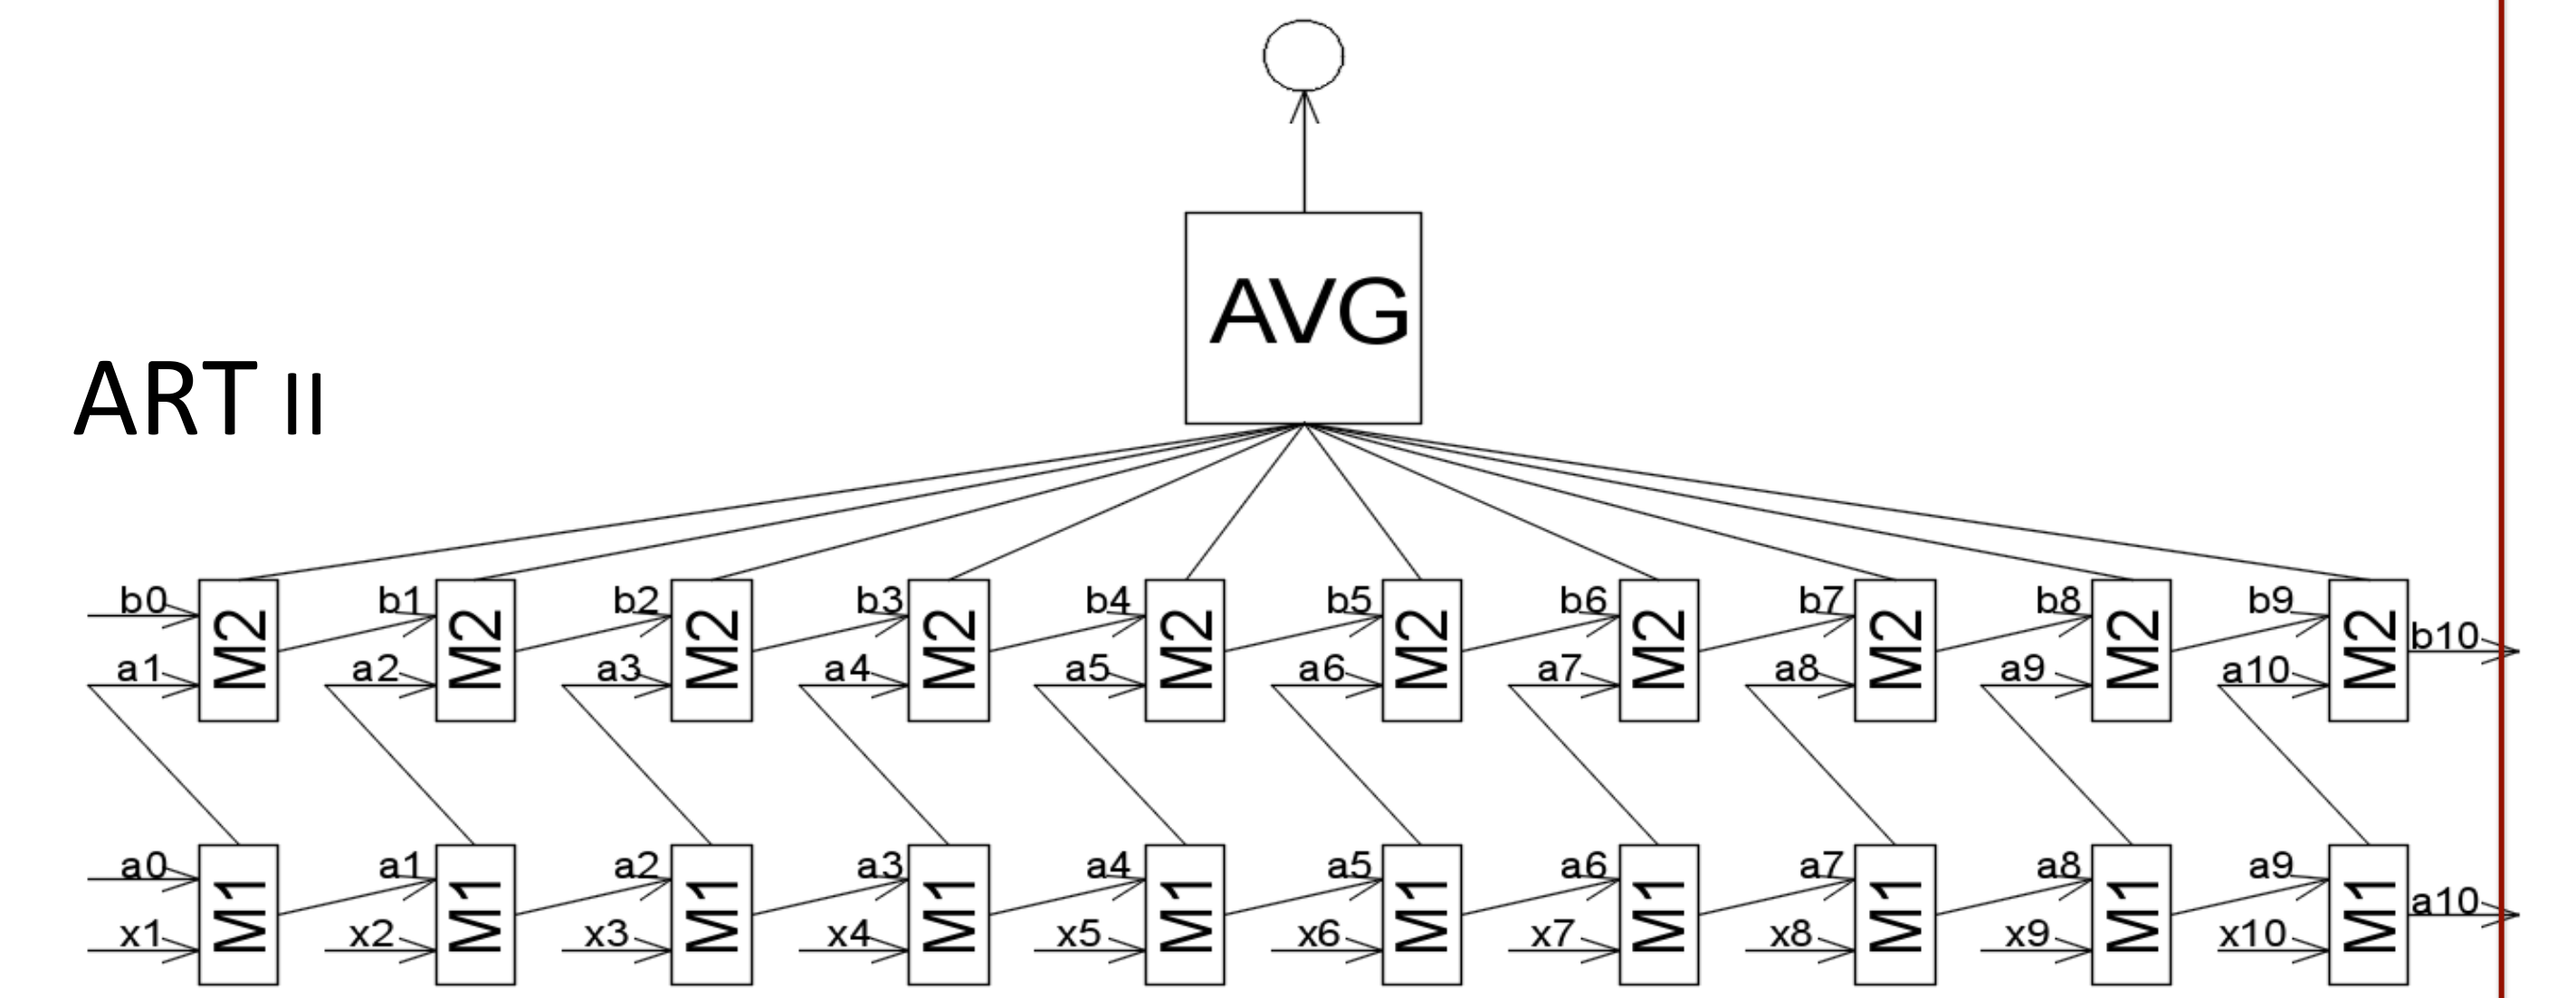 AVG
ART II
b0 b1 b2 b3 b4 b5 b6 b7 b8 b9 b10
M2 M2 M2 M2 M2 M2 M2 M2 M2 M2
a1 a2 a3 a4 a5 a6 a7 a8 a9 a10
a0 a1 a2 a3 a4 a5 a6 a7 a8 a9 a10
M1 M1 M1 M1 M1 M1 M1 M1 M1 M1
x1 x2 x3 x4 x5 x6 x7 x8 x9 x10